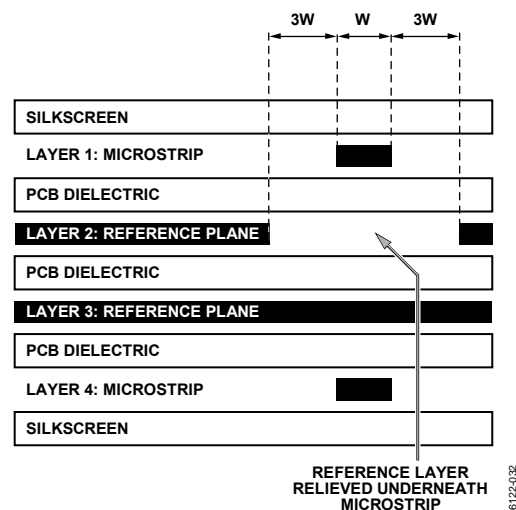 3W W 3W
SILKSCREEN
LAYER 1: MICROSTRIP
PCB DIELECTRIC
LAYER 2: REFERENCE PLANE
PCB DIELECTRIC
LAYER 3: REFERENCE PLANE
PCB DIELECTRIC
LAYER 4: MICROSTRIP
SILKSCREEN
REFERENCE LAYER
RELIEVED UNDERNEATH
MICROSTRIP
6122-032